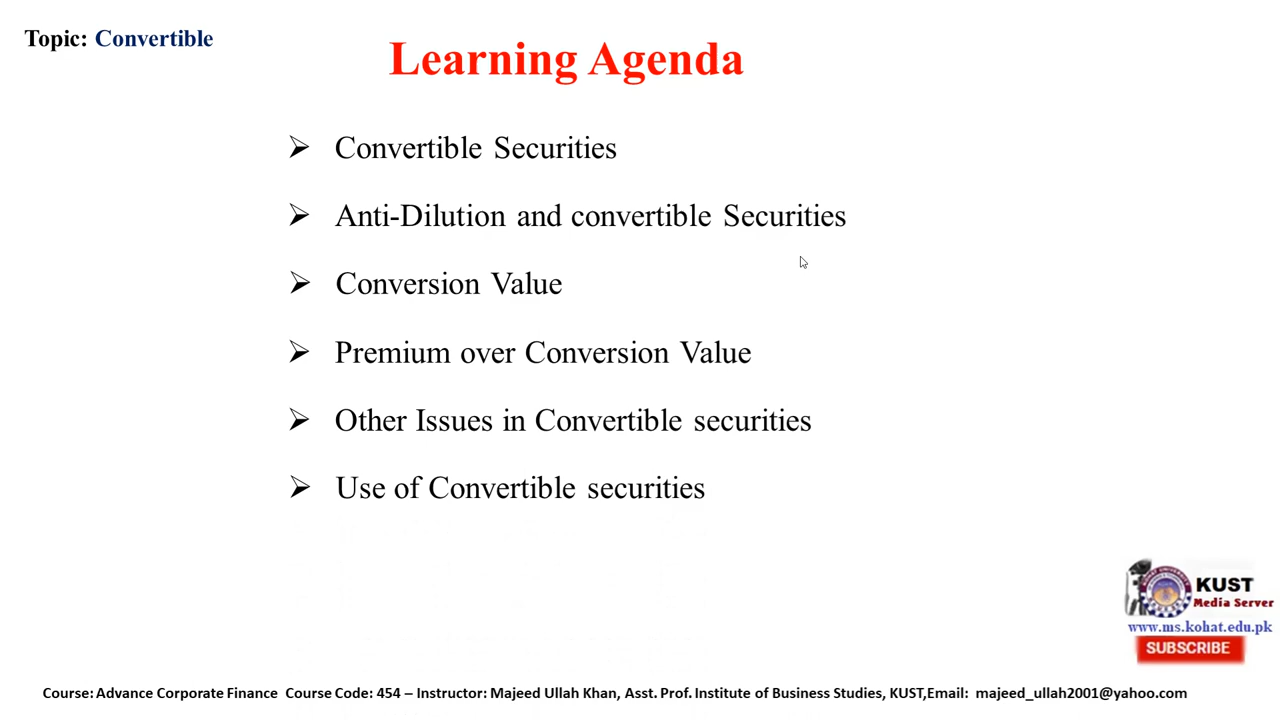 Topic: Convertible
Learning Agenda
➢ Convertible Securities
➢ Anti-Dilution and convertible Securities
➢ Conversion Value
➢ Premium over Conversion Value
➢ Other Issues in Convertible securities
➢ Use of Convertible securities
KUST
Media Server
www.ms.kohat.edu.pk
SUBSCRIBE
Course: Advance Corporate Finance Course Code: 454 – Instructor: Majeed Ullah Khan, Asst. Prof. Institute of Business Studies, KUST,Email: majeed_ullah2001@yahoo.com